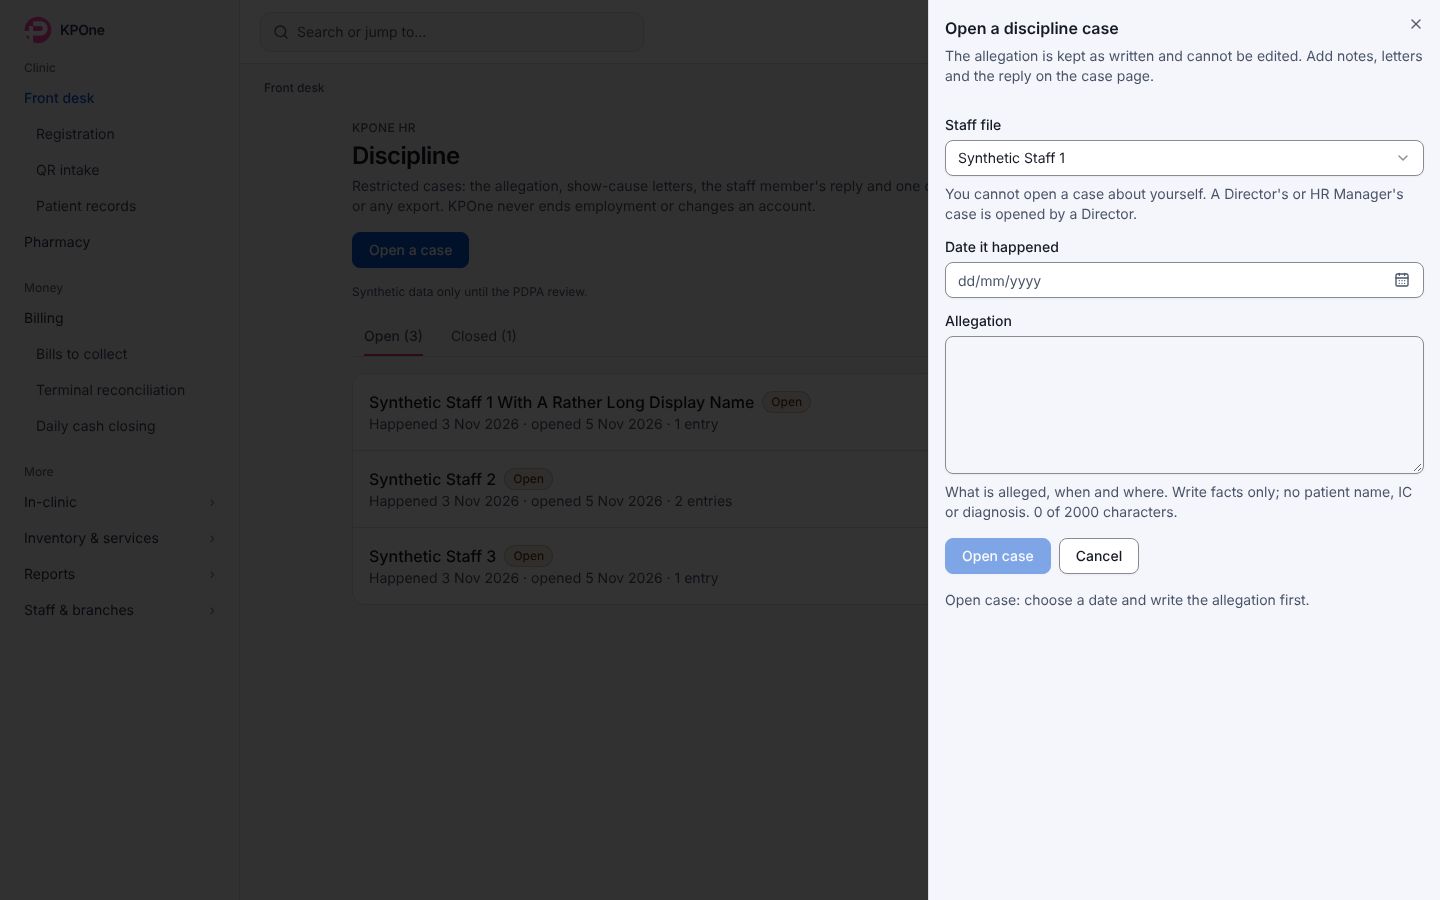 KPOne
Clinic
Front desk
Registration
QR intake
Patient records
Pharmacy
Money
Billing
Bills to collect
Terminal reconciliation
Daily cash closing
More
In-clinic
Inventory & services
Reports
Staff & branches
Search or jump to...
Front desk
KPONE HR
Discipline
Restricted cases: the allegation, show-cause letters, the staff member's reply and one
or any export. KPOne never ends employment or changes an account.
Open a case
Synthetic data only until the PDPA review.
Open (3)
Closed (1)
Synthetic Staff 1 With A Rather Long Display Name Open
Happened 3 Nov 2026 · opened 5 Nov 2026 · 1 entry
Synthetic Staff 2 Open
Happened 3 Nov 2026 · opened 5 Nov 2026 · 2 entries
Synthetic Staff 3 Open
Happened 3 Nov 2026 · opened 5 Nov 2026 · 1 entry
Open a discipline case
The allegation is kept as written and cannot be edited. Add notes, letters
and the reply on the case page.
Staff file
Synthetic Staff 1
You cannot open a case about yourself. A Director's or HR Manager's
case is opened by a Director.
Date it happened
dd/mm/yyyy
Allegation
What is alleged, when and where. Write facts only; no patient name, IC
or diagnosis. 0 of 2000 characters.
Open case
Cancel
Open case: choose a date and write the allegation first.